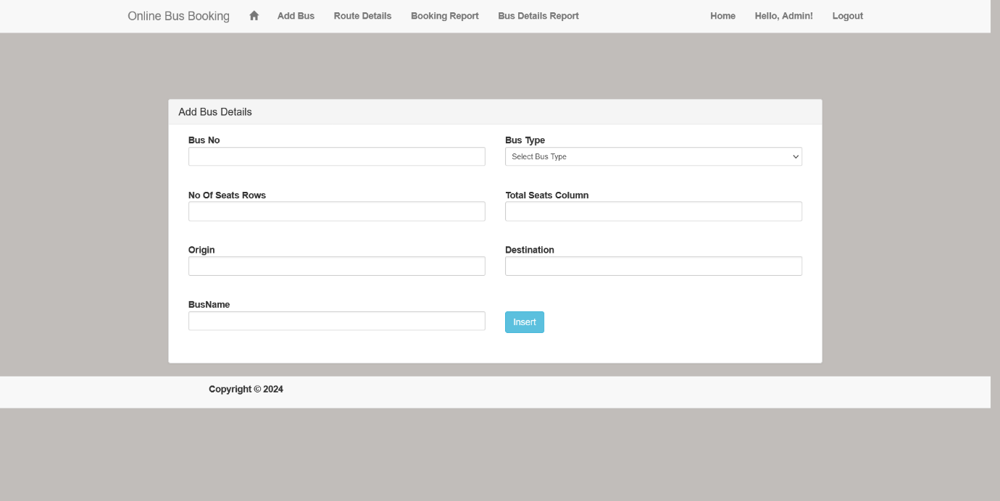 Online Bus Booking Add Bus Route Details Booking Report Bus Details Report Home Hello, Admin! Logout
Add Bus Details
Bus No Bus Type
Select Bus Type
No Of Seats Rows Total Seats Column
Origin Destination
BusName
Insert
Copyright © 2024